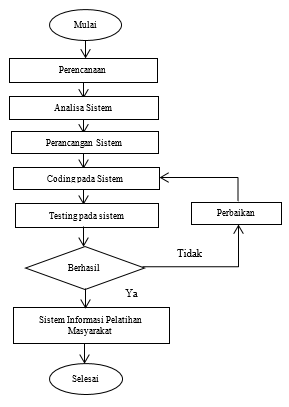 Mulai
Perencanaan
Analisa Sistem
Perancangan Sistem
Coding pada Sistem
Testing pada sistem
Perbaikan
Berhasil
Tidak
Ya
Sistem Informasi Pelatihan
Masyarakat
Selesai